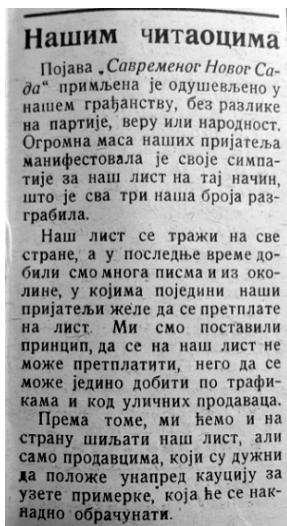 Нашим читаоцима
Појава „Савременог Новог Са-
да“ примљена је одушевљено у
нашем грађанству, без разлике
на партије, веру или народност.
Огромна маса наших пријатеља
манифестовала је своје симпа-
тије за наш лист на тај начин,
што је сва три наша броја раз-
грабила.
Наш лист се тражи на све
стране, а у последње време до-
били смо многа писма и из око-
лине, у којима поједини наши
пријатељи желе да се претплате
на лист. Ми смо поставили
принцип, да се на наш лист не
може претплатити, него да се
може једино добити по трафи-
кама и код уличних продаваца.
Према томе, ми ћемо и на
страну шиљати наш лист, али
само продавцима, који су дужни
да положе унапред кауцију за
узете примерке, која ће се нак-
надно обрачунати.